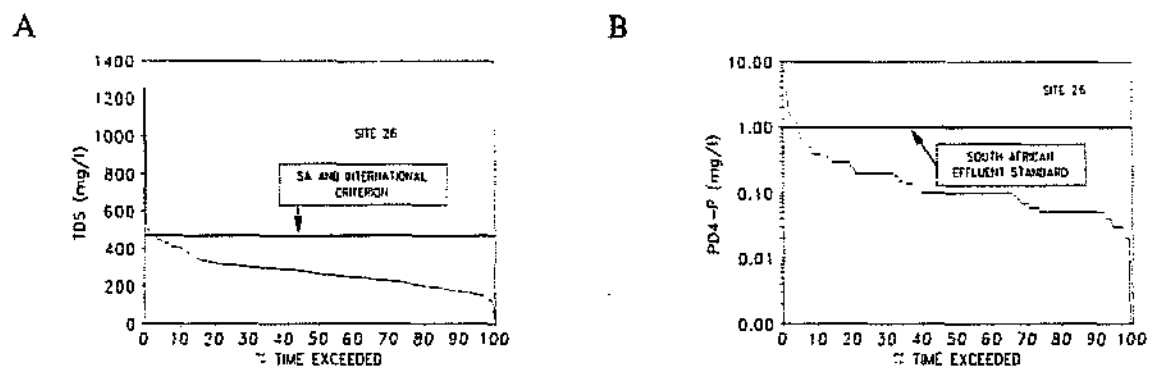 A
1400
1200
1000
800
600
400
200
0
TDS (mg/l)
SITE 26
SA AND INTERNATIONAL
CRITERION
0 10 20 30 40 50 60 70 80 90 100
% TIME EXCEEDED
B
10.00
1.00
0.10
0.01
0.00
PO4-P (mg/l)
SITE 26
SOUTH AFRICAN
EFFLUENT STANDARD
0 10 20 30 40 50 60 70 80 90 100
% TIME EXCEEDED